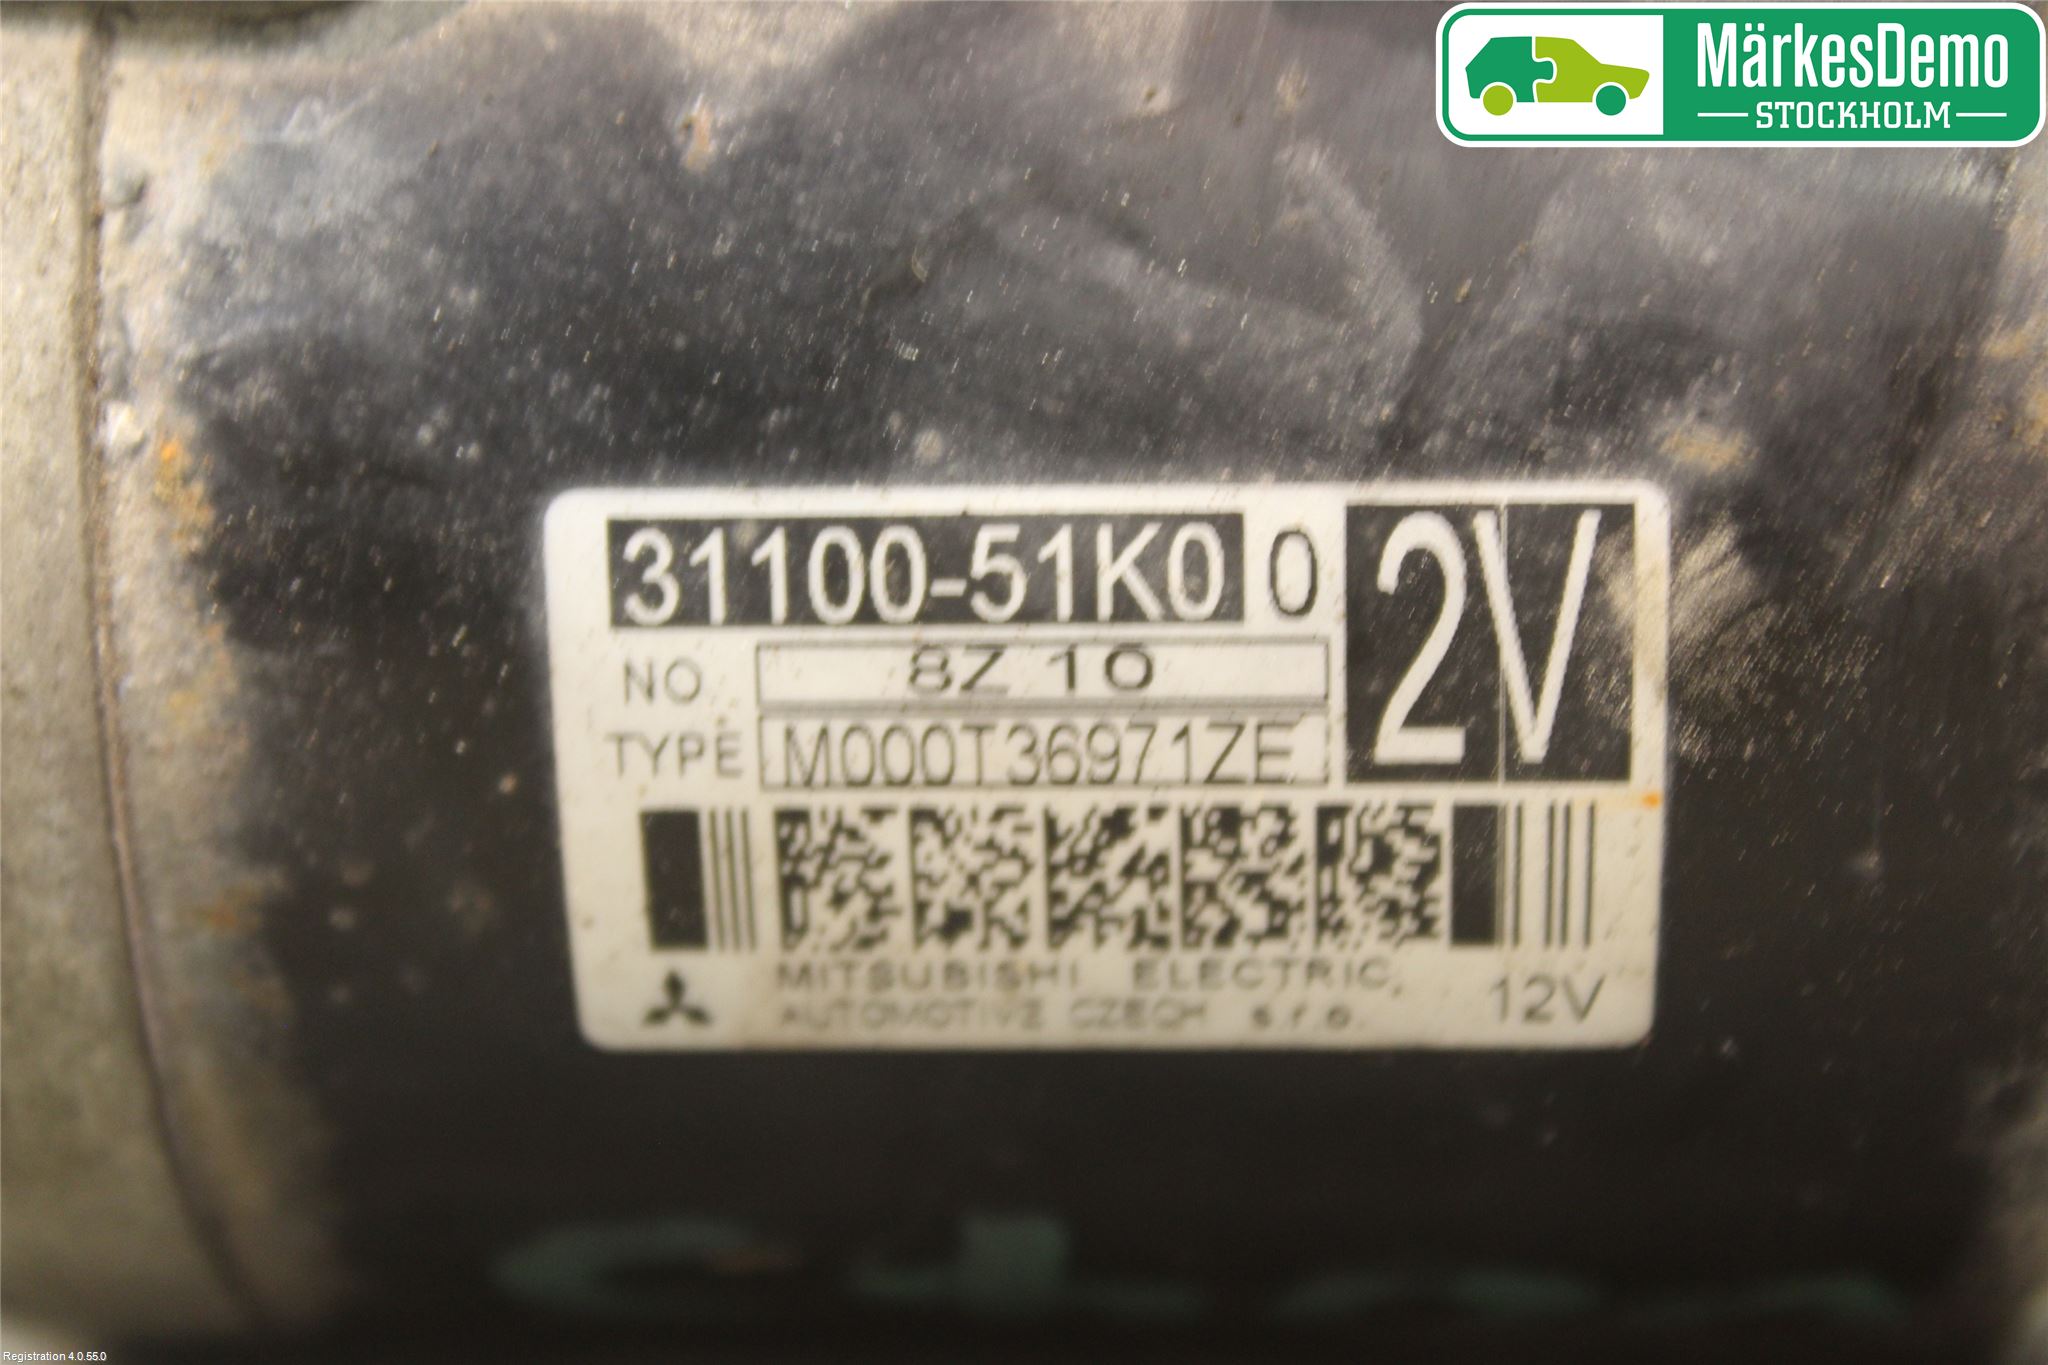 MärkesDemo
STOCKHOLM
31100-51K0 0
2V
NO 8Z 10
TYPE M000T36971ZE
MITSUBISHI ELECTRIC
AUTOMOTIVE CZECH s.r.o.
12V
Registration 4.0.55.0